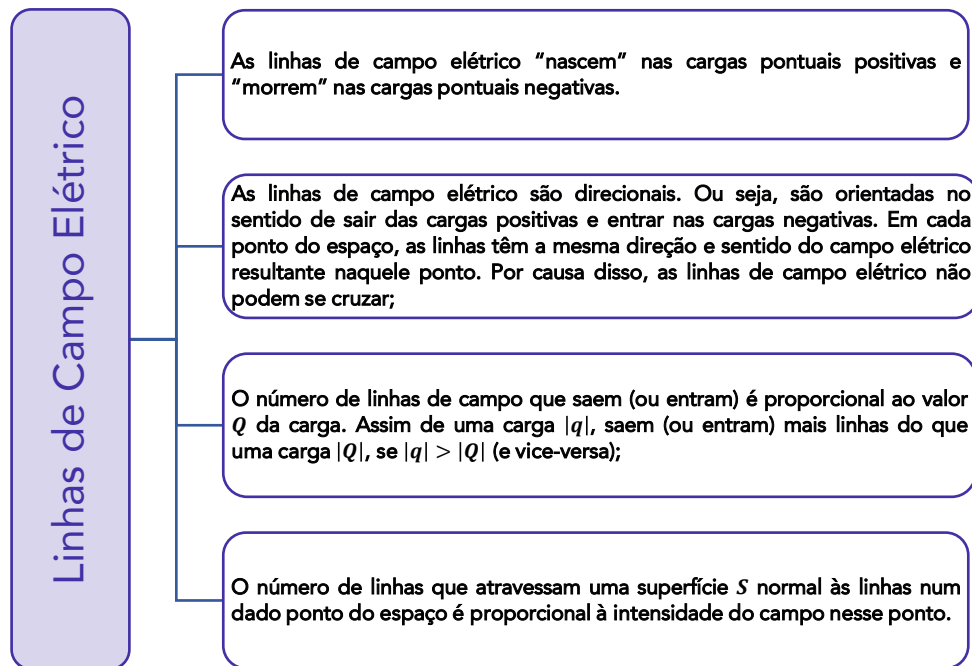 Linhas de Campo Elétrico
As linhas de campo elétrico “nascem” nas cargas pontuais positivas e
“morrem” nas cargas pontuais negativas.
As linhas de campo elétrico são direcionais. Ou seja, são orientadas no
sentido de sair das cargas positivas e entrar nas cargas negativas. Em cada
ponto do espaço, as linhas têm a mesma direção e sentido do campo elétrico
resultante naquele ponto. Por causa disso, as linhas de campo elétrico não
podem se cruzar;
O número de linhas de campo que saem (ou entram) é proporcional ao valor
Q da carga. Assim de uma carga |q|, saem (ou entram) mais linhas do que
uma carga |Q|, se |q| > |Q| (e vice-versa);
O número de linhas que atravessam uma superfície S normal às linhas num
dado ponto do espaço é proporcional à intensidade do campo nesse ponto.